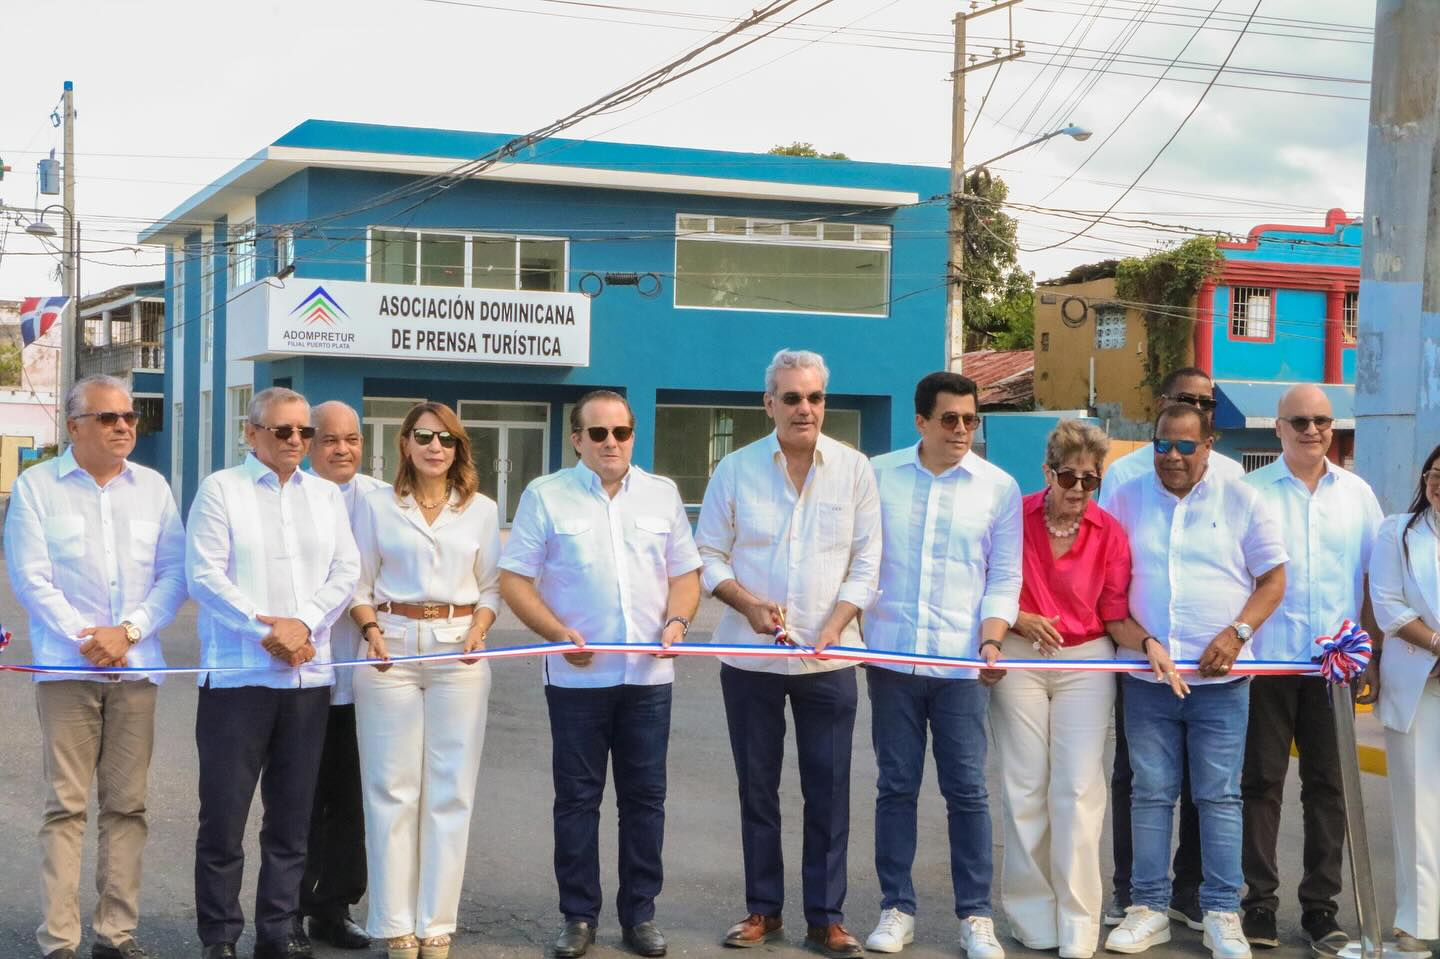 ADOMPRETUR
FILIAL PUERTO PLATA
ASOCIACIÓN DOMINICANA
DE PRENSA TURÍSTICA